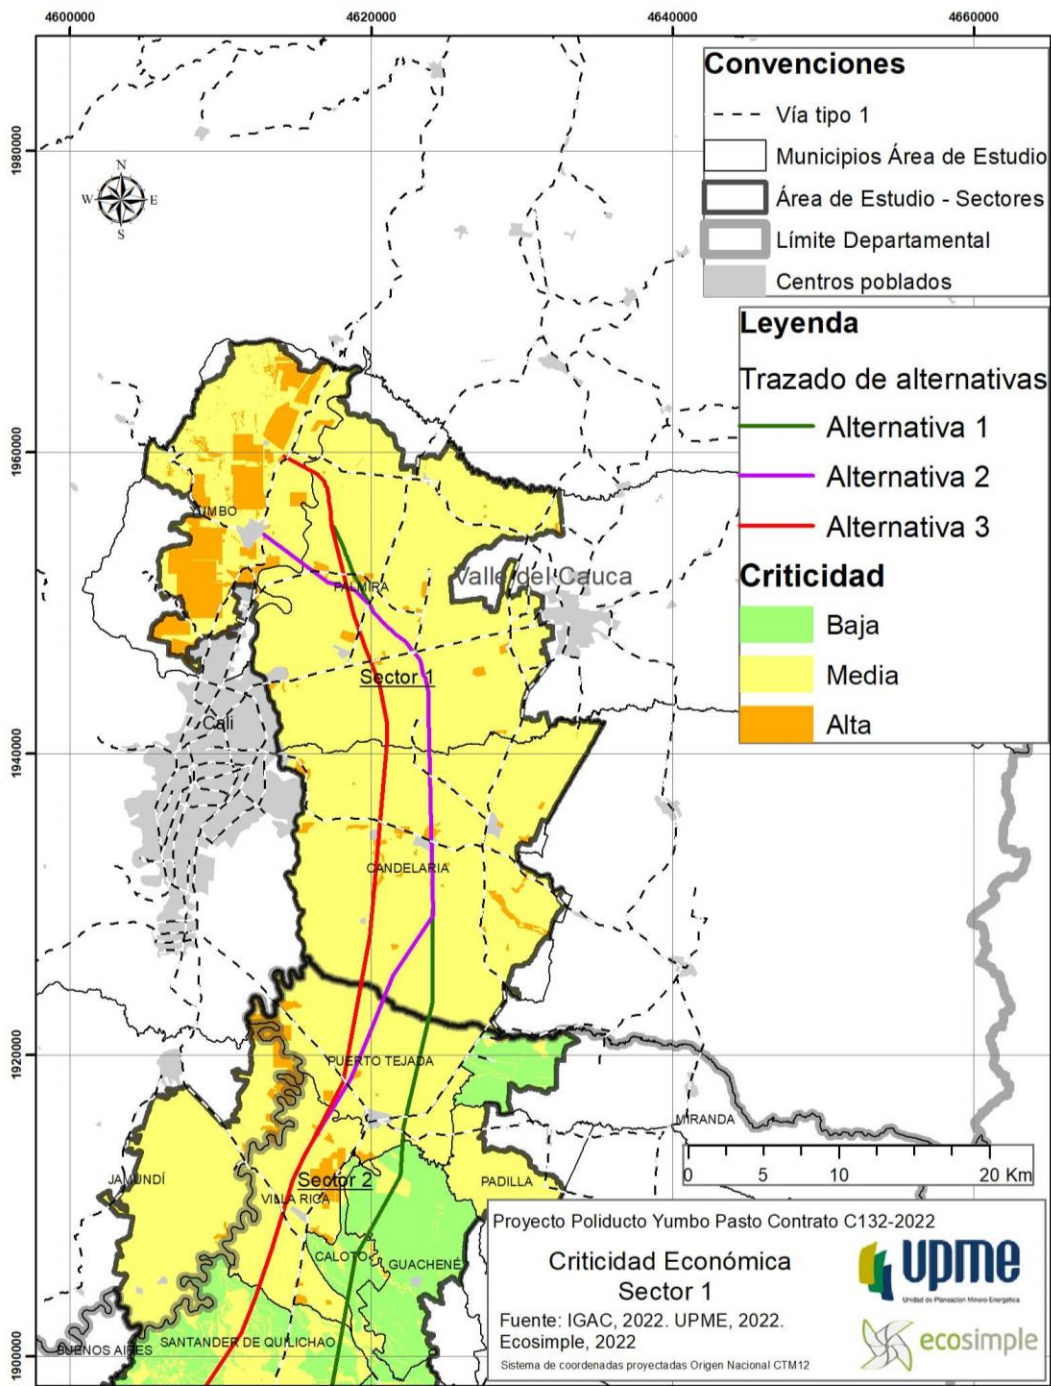 4600000
4620000
4640000
4660000
Convenciones
Vía tipo 1
Municipios Área de Estudio
Área de Estudio - Sectores
Límite Departamental
Centros poblados
Leyenda
Trazado de alternativas
Alternativa 1
Alternativa 2
Alternativa 3
Criticidad
Baja
Media
Alta
1980000
1960000
1940000
1920000
1900000
N
W
E
S
YUMBO
PALMIRA
Valle del Cauca
Sector 1
Cali
CANDELARIA
PUERTO TEJADA
MIRANDA
JAMUNDÍ
Sector 2
VILLA RICA
PADILLA
CALOTO
GUACHENÉ
SANTANDER DE QUILICHAO
BUENOS AIRES
0 5 10 20 Km
Proyecto Poliducto Yumbo Pasto Contrato C132-2022
Criticidad Económica
Sector 1
Fuente: IGAC, 2022. UPME, 2022.
Ecosimple, 2022
Sistema de coordenadas proyectadas Origen Nacional CTM12
upme
Unidad de Planeación Minero Energética
ecosimple